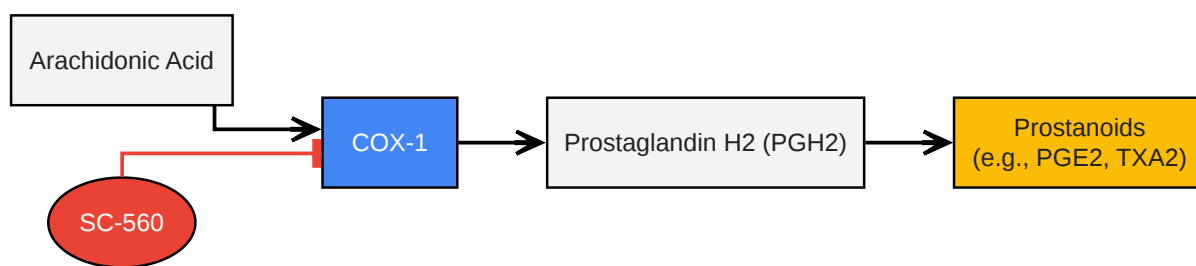 Arachidonic Acid
COX-1
Prostaglandin H2 (PGH2)
Prostanoids
(e.g., PGE2, TXA2)
SC-560